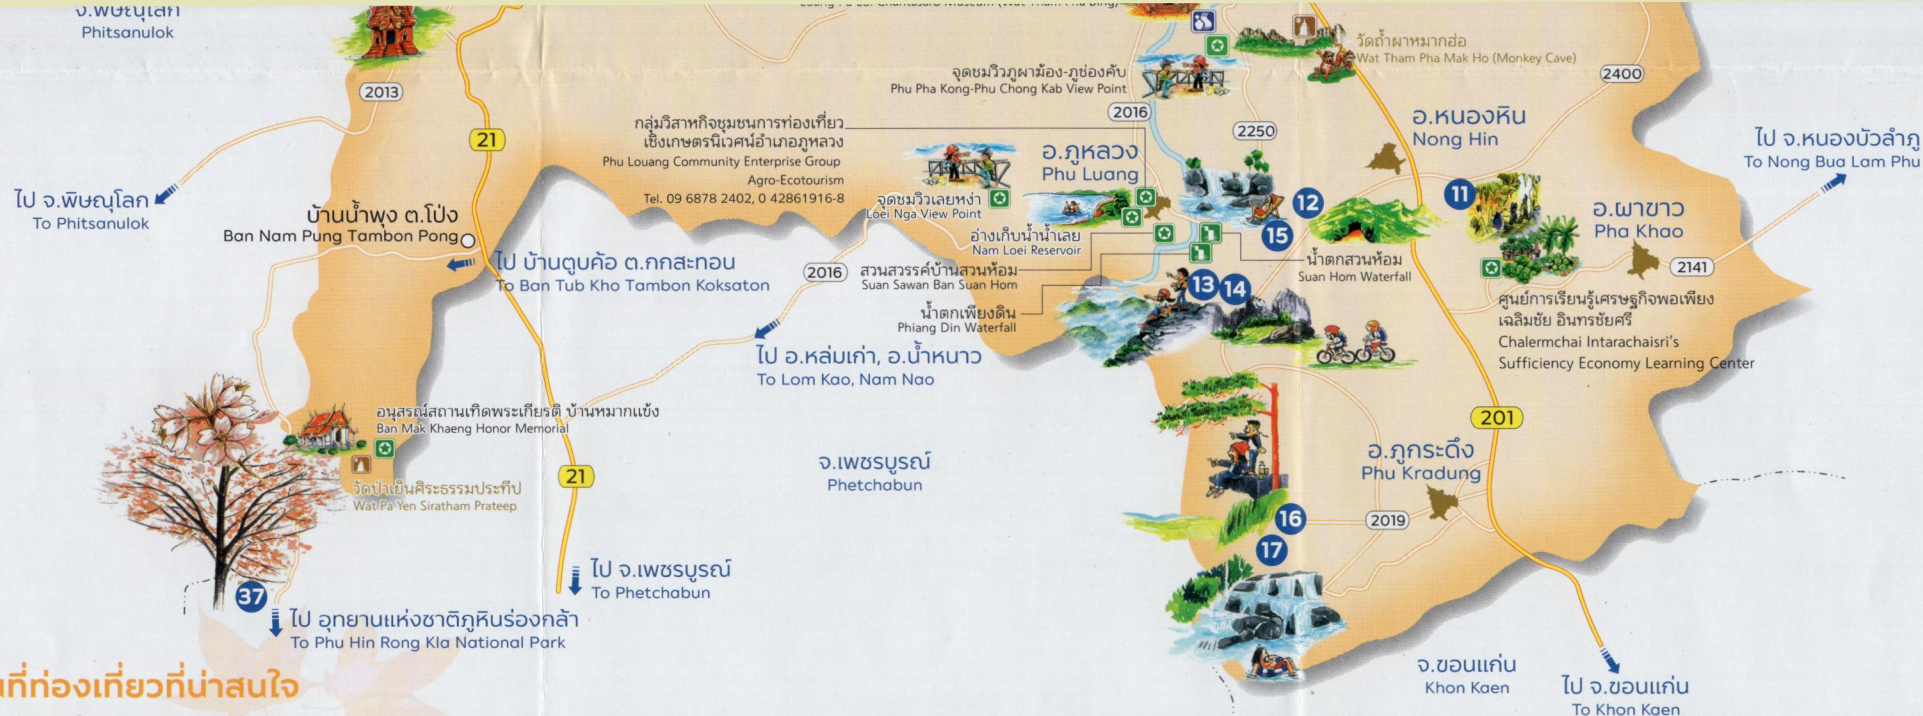 จ.พิษณุโลก
Phitsanulok
2013
21
ไป จ.พิษณุโลก
To Phitsanulok
บ้านน้ำพุง ต.โป่ง
Ban Nam Pung Tambon Pong
ไป บ้านตูบค้อ ต.กกสะทอน
To Ban Tub Kho Tambon Koksaton
กลุ่มวิสาหกิจชุมชนการท่องเที่ยว
เชิงเกษตรนิเวศน์อำเภอภูหลวง
Phu Louang Community Enterprise Group
Agro-Ecotourism
Tel. 09 6878 2402, 0 42861916-8
จุดชมวิวภูผาฆ้อง-ภูช่องคับ
Phu Pha Kong-Phu Chong Kab View Point
วัดถ้ำผาหมากฮ่อ
Wat Tham Pha Mak Ho (Monkey Cave)
2400
2016
2250
อ.หนองหิน
Nong Hin
ไป จ.หนองบัวลำภู
To Nong Bua Lam Phu
อ.ภูหลวง
Phu Luang
จุดชมวิวเลยหง่า
Loei Nga View Point
อ่างเก็บน้ำน้ำเลย
Nam Loei Reservoir
2016
สวนสวรรค์บ้านสวนห้อม
Suan Sawan Ban Suan Hom
น้ำตกเพียงดิน
Phiang Din Waterfall
12
15
11
น้ำตกสวนห้อม
Suan Hom Waterfall
13
14
อ.ผาขาว
Pha Khao
2141
ศูนย์การเรียนรู้เศรษฐกิจพอเพียง
เฉลิมชัย อินทรชัยศรี
Chalermchai Intarachaisri's
Sufficiency Economy Learning Center
ไป อ.หล่มเก่า, อ.น้ำหนาว
To Lom Kao, Nam Nao
อนุสรณ์สถานเทิดพระเกียรติ บ้านหมากแข้ง
Ban Mak Khaeng Honor Memorial
วัดป่าเย็นศิระธรรมประทีป
Wat Pa Yen Siratham Prateep
21
จ.เพชรบูรณ์
Phetchabun
201
อ.ภูกระดึง
Phu Kradung
2019
16
17
ไป จ.เพชรบูรณ์
To Phetchabun
37
ไป อุทยานแห่งชาติภูหินร่องกล้า
To Phu Hin Rong Kla National Park
จ.ขอนแก่น
Khon Kaen
ไป จ.ขอนแก่น
To Khon Kaen
ที่ท่องเที่ยวที่น่าสนใจ